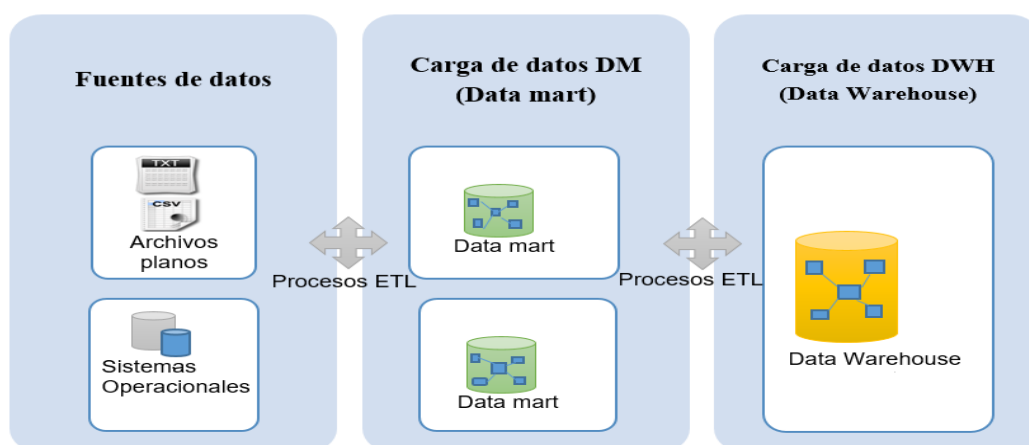 Fuentes de datos
TXT
CSV
Archivos
planos
Sistemas
Operacionales
Procesos ETL
Carga de datos DM
(Data mart)
Data mart
Data mart
Procesos ETL
Carga de datos DWH
(Data Warehouse)
Data Warehouse